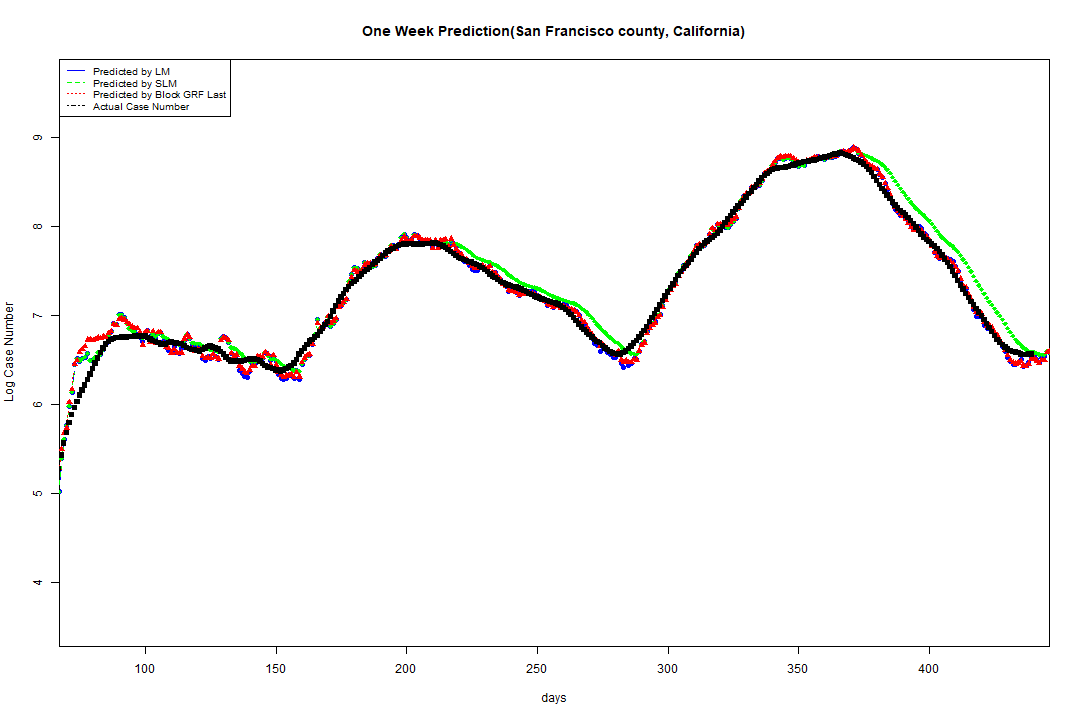 One Week Prediction(San Francisco county, California)
Predicted by LM
Predicted by SLM
Predicted by Block GRF Last
Actual Case Number
9
8
7
6
5
4
Log Case Number
100 150 200 250 300 350 400
days